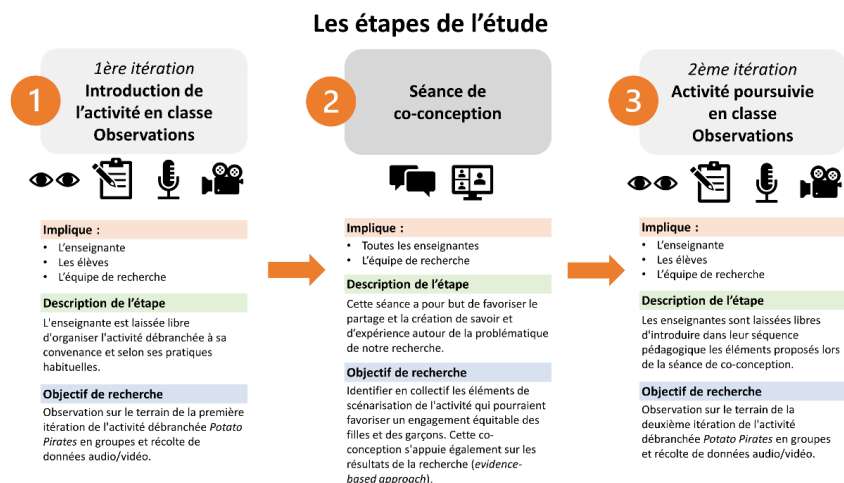 Les étapes de l'étude
1
1ère itération
Introduction de
l'activité en classe
Observations
Implique :
• L'enseignante
• Les élèves
• L'équipe de recherche
Description de l'étape
L'enseignante est laissée libre
d'organiser l'activité débranchée à sa
convenance et selon ses pratiques
habituelles.
Objectif de recherche
Observation sur le terrain de la première
itération de l'activité débranchée Potato
Pirates en groupes et récolte de
données audio/vidéo.
2
Séance de
co-conception
Implique :
• Toutes les enseignantes
• L'équipe de recherche
Description de l'étape
Cette séance a pour but de favoriser le
partage et la création de savoir et
d'expérience autour de la problématique
de notre recherche.
Objectif de recherche
Identifier en collectif les éléments de
scénarisation de l'activité qui pourraient
favoriser un engagement équitable des
filles et des garçons. Cette co-
conception s'appuie également sur les
résultats de la recherche (evidence-
based approach).
3
2ème itération
Activité poursuivie
en classe
Observations
Implique :
• L'enseignante
• Les élèves
• L'équipe de recherche
Description de l'étape
Les enseignantes sont laissées libres
d'introduire dans leur séquence
pédagogique les éléments proposés lors
de la séance de co-conception.
Objectif de recherche
Observation sur le terrain de la
deuxième itération de l'activité
débranchée Potato Pirates en groupes
et récolte de données audio/vidéo.